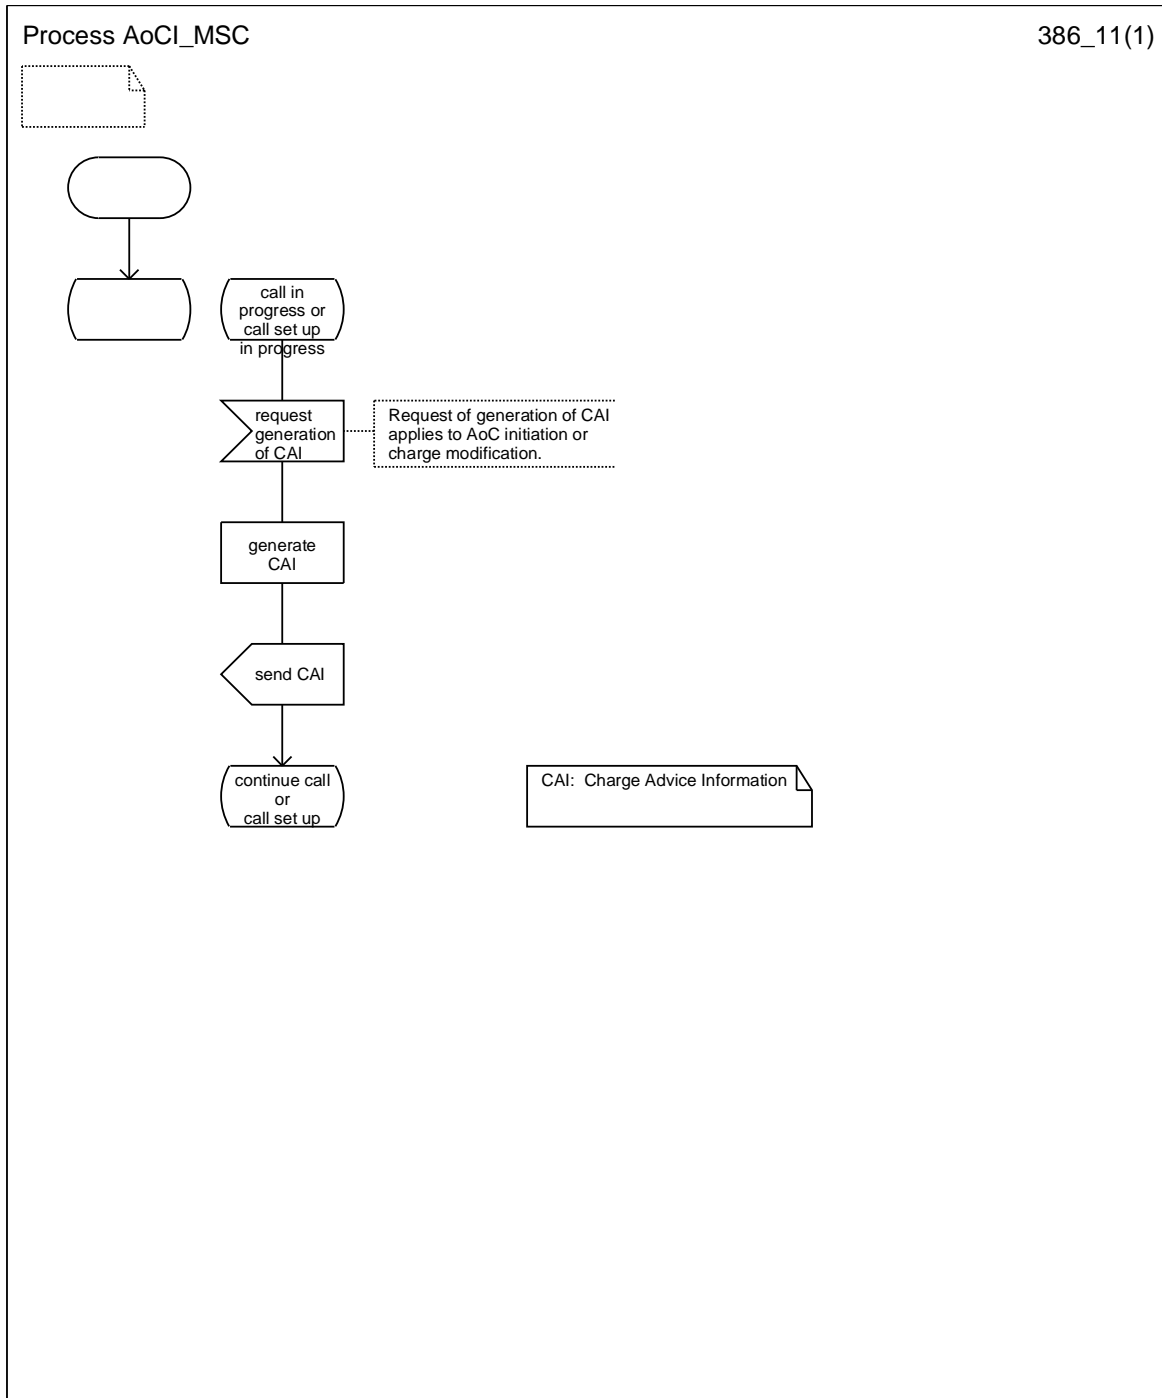 Process AoCI_MSC
386_11(1)
call in
progress or
call set up
in progress
request
generation
of CAI
Request of generation of CAI
applies to AoC initiation or
charge modification.
generate
CAI
send CAI
continue call
or
call set up
CAI:  Charge Advice Information